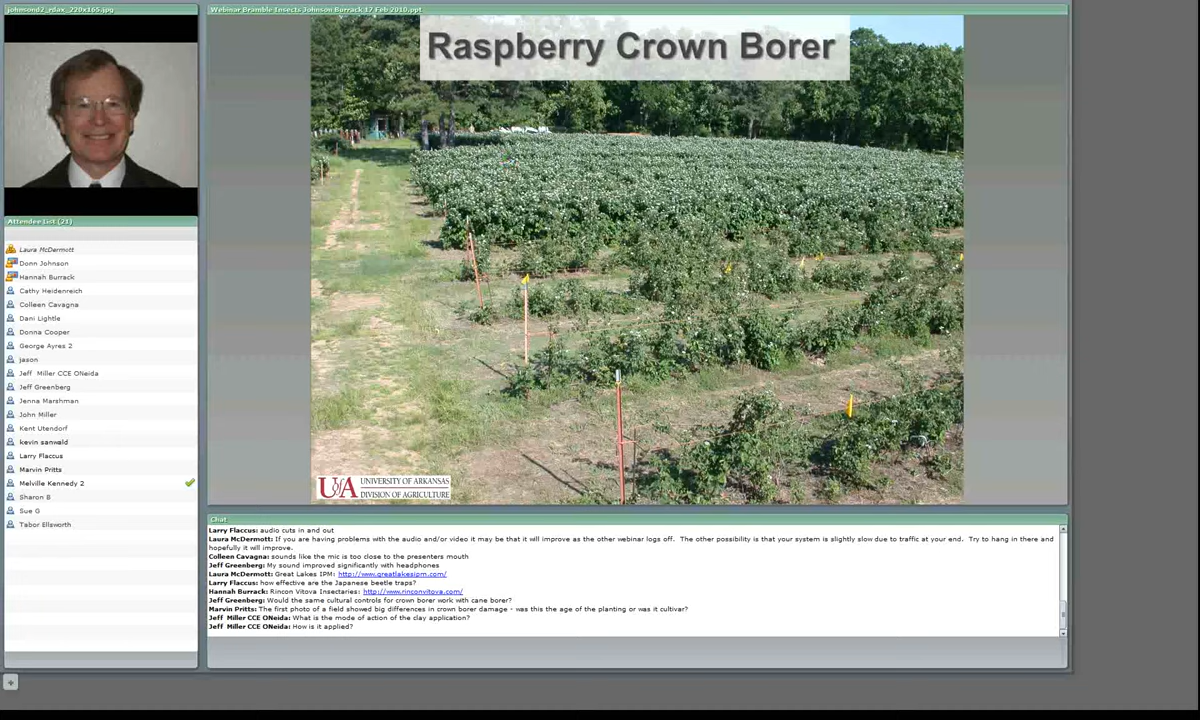 johnsond2_rdax_220x165.jpg
Webinar Bramble Insects Johnson Burrack 17 Feb 2010.ppt
Raspberry Crown Borer
UA UNIVERSITY OF ARKANSAS
DIVISION OF AGRICULTURE
Attendee List (21)
Laura McDermott
Donn Johnson
Hannah Burrack
Cathy Heidenreich
Colleen Cavagna
Dani Lightle
Donna Cooper
George Ayres 2
jason
Jeff Miller CCE ONeida
Jeff Greenberg
Jenna Marshman
John Miller
Kent Utendorf
kevin sanwald
Larry Flaccus
Marvin Pritts
Melville Kennedy 2
Sharon B
Sue G
Tabor Ellsworth
Chat
Larry Flaccus: audio cuts in and out
Laura McDermott: If you are having problems with the audio and/or video it may be that it will improve as the other webinar logs off. The other possibility is that your system is slightly slow due to traffic at your end. Try to hang in there and
hopefully it will improve.
Colleen Cavagna: sounds like the mic is too close to the presenters mouth
Jeff Greenberg: My sound improved significantly with headphones
Laura McDermott: Great Lakes IPM: http://www.greatlakesipm.com/
Larry Flaccus: how effective are the Japanese beetle traps?
Hannah Burrack: Rincon Vitova Insectaries: http://www.rinconvitova.com/
Jeff Greenberg: Would the same cultural controls for crown borer work with cane borer?
Marvin Pritts: The first photo of a field showed big differences in crown borer damage - was this the age of the planting or was it cultivar?
Jeff Miller CCE ONeida: What is the mode of action of the clay application?
Jeff Miller CCE ONeida: How is it applied?